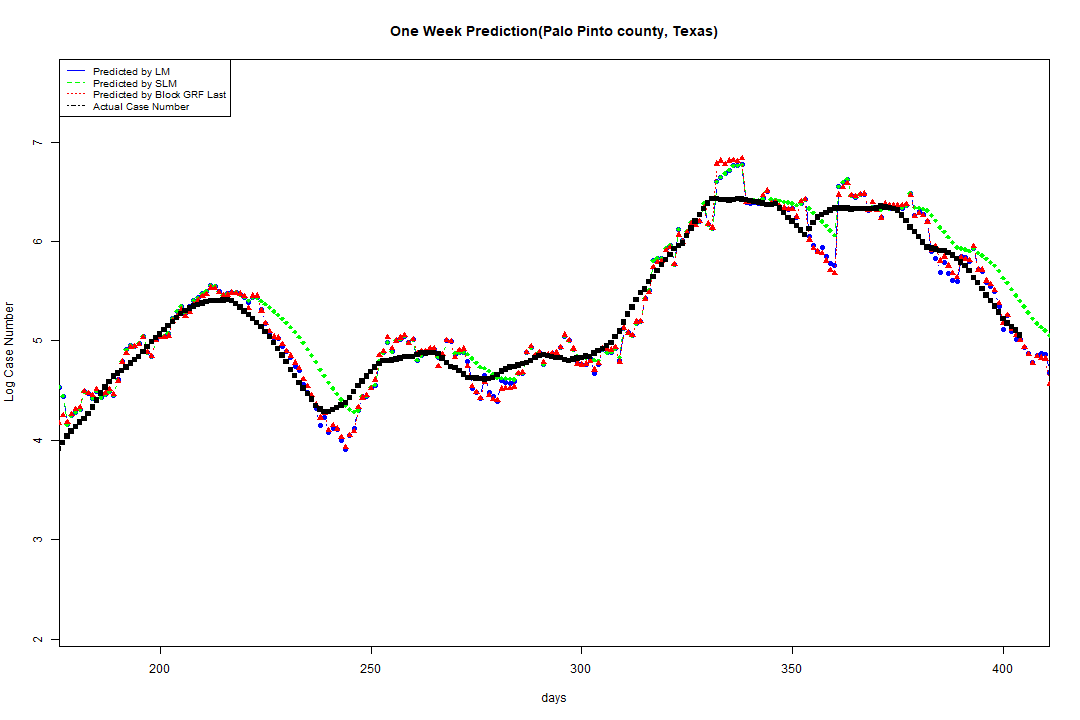 One Week Prediction(Palo Pinto county, Texas)
Predicted by LM
Predicted by SLM
Predicted by Block GRF Last
Actual Case Number
7
6
5
4
3
2
Log Case Number
200 250 300 350 400
days